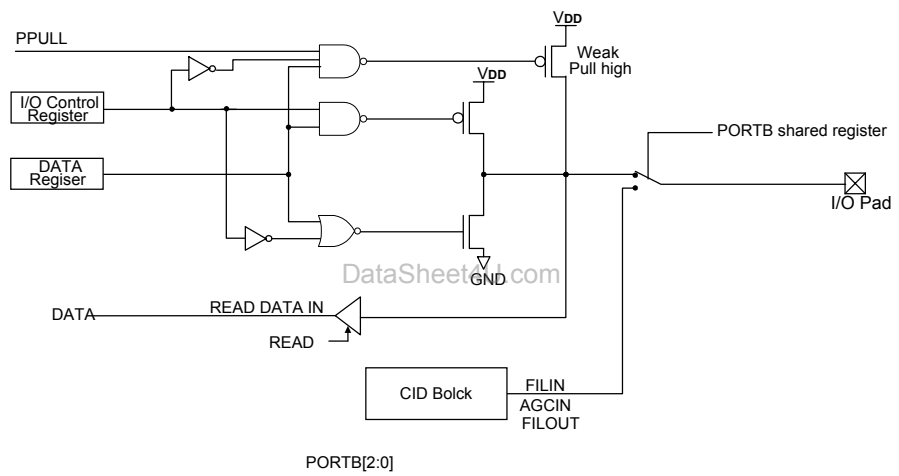 VDD
PPULL
Weak
Pull high
VDD
I/O Control
Register
PORTB shared register
DATA
Regiser
I/O Pad
DataSheet4U.com
GND
DATA
READ DATA IN
READ
CID Bolck
FILIN
AGCIN
FILOUT
PORTB[2:0]